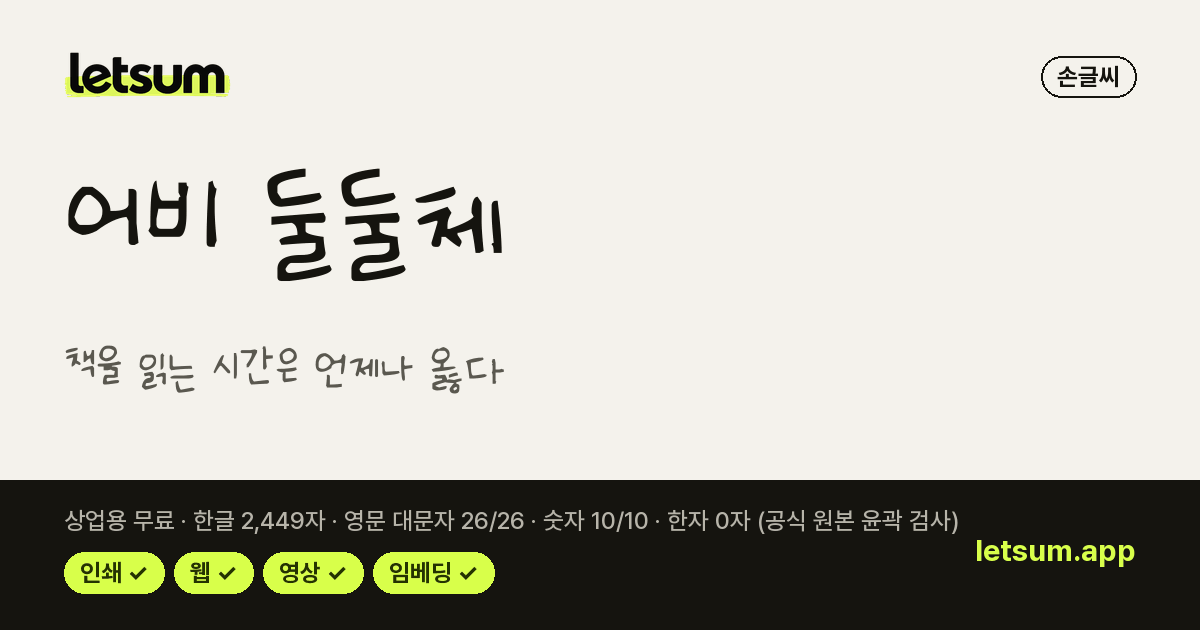 letsum
손글씨
어비 둘둘체
책을 읽는 시간은 언제나 옳다
상업용 무료 · 한글 2,449자 · 영문 대문자 26/26 · 숫자 10/10 · 한자 0자 (공식 원본 윤곽 검사)
letsum.app
인쇄 ✓ 웹 ✓ 영상 ✓ 임베딩 ✓